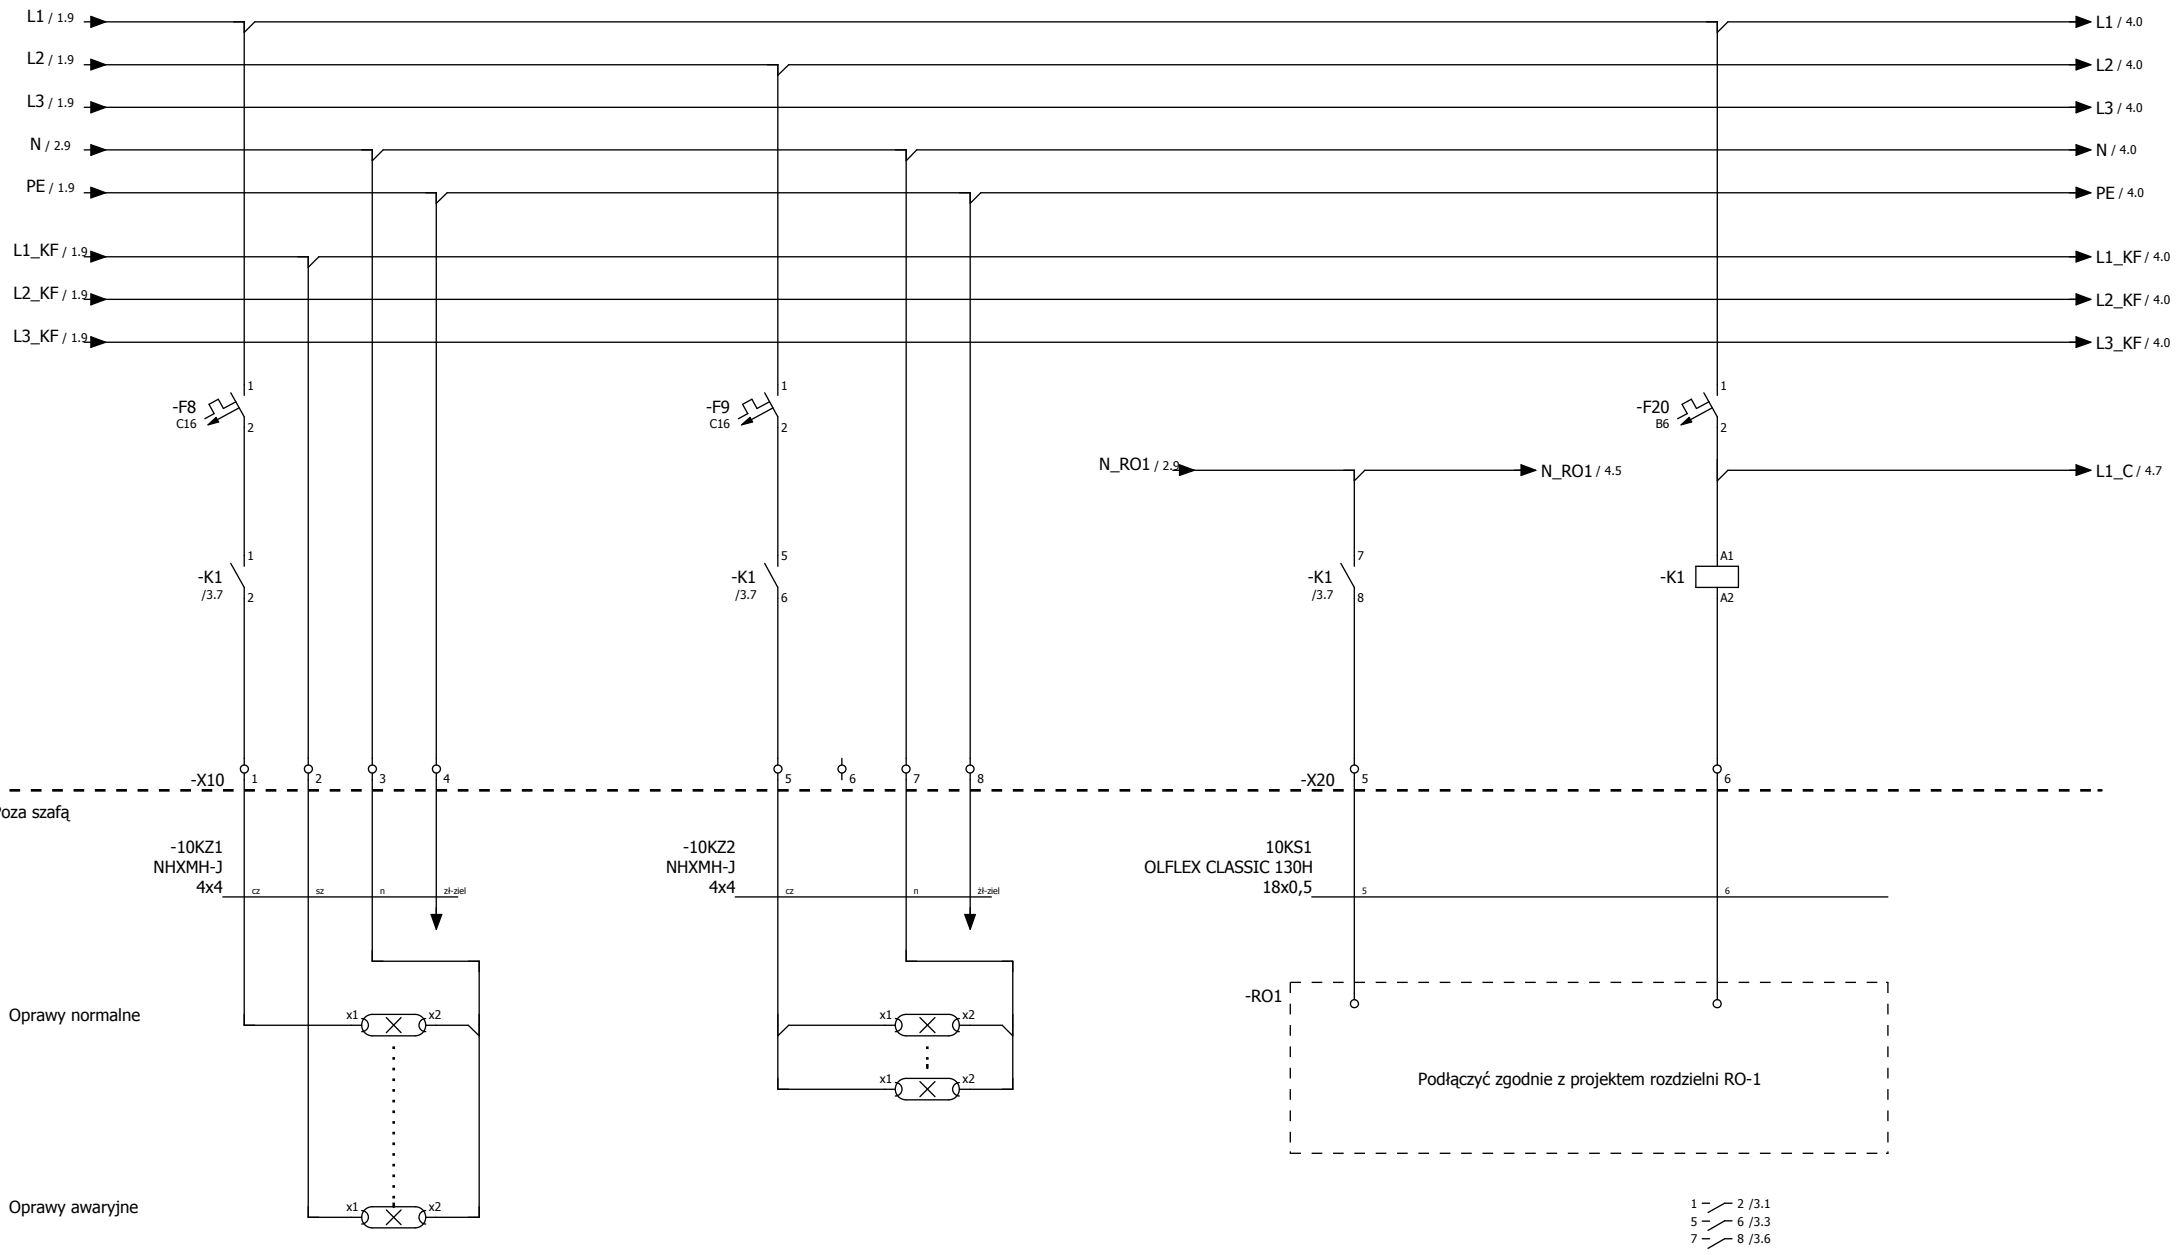 L1 / 1.9
L1 / 4.0
L2 / 1.9
L2 / 4.0
L3 / 1.9
L3 / 4.0
N / 2.9
N / 4.0
PE / 1.9
PE / 4.0
L1_KF / 1.9
L1_KF / 4.0
L2_KF / 1.9
L2_KF / 4.0
L3_KF / 1.9
L3_KF / 4.0
1
-F8
C16
2
1
-F9
C16
2
1
-F20
B6
2
N_RO1 / 2.9
N_RO1 / 4.5
L1_C / 4.7
1
-K1
/3.7
2
5
-K1
/3.7
6
7
-K1
/3.7
8
A1
-K1
A2
-X10
1
2
3
4
5
6
7
8
-X20
5
6
Poza szafą
-10KZ1
NHXMH-J
4x4
cz
sz
n
zł-ziel
-10KZ2
NHXMH-J
4x4
cz
n
żł-ziel
10KS1
OLFLEX CLASSIC 130H
18x0,5
5
6
-RO1
Oprawy normalne
x1
x2
x1
x2
x1
x2
Podłączyć zgodnie z projektem rozdzielni RO-1
Oprawy awaryjne
x1
x2
1
2 /3.1
5
6 /3.3
7
8 /3.6